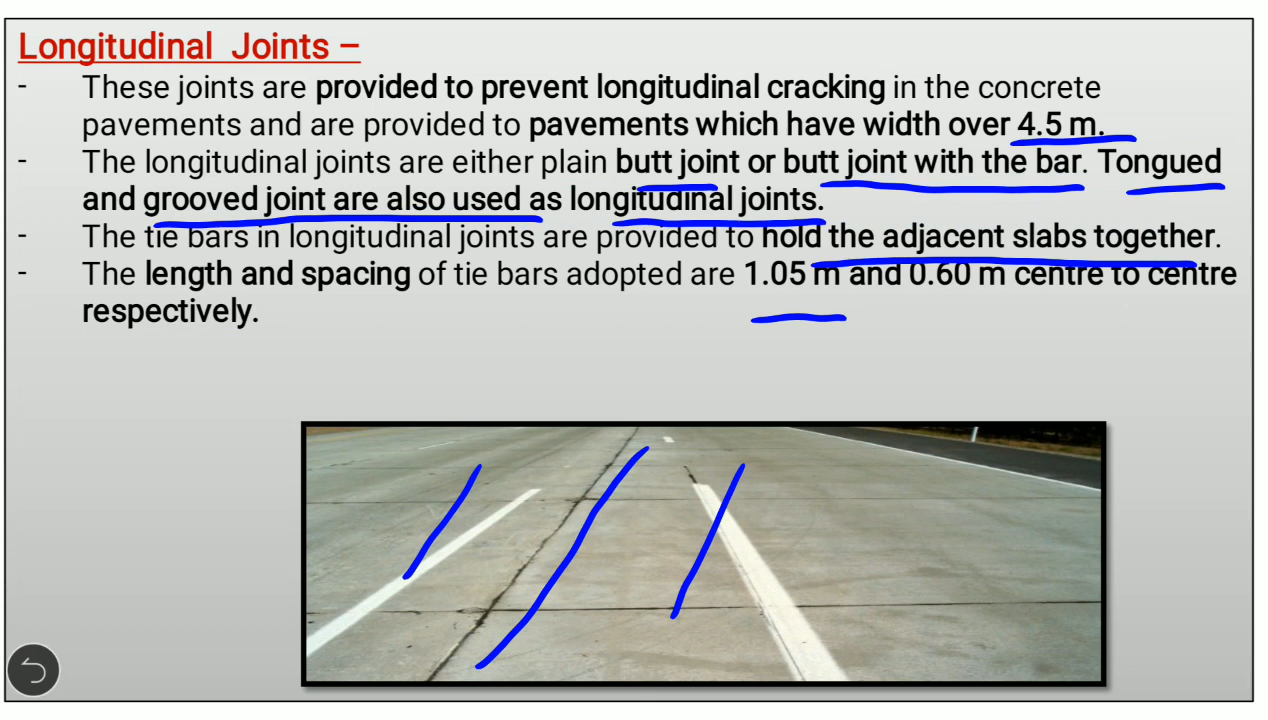 Longitudinal Joints –
- These joints are provided to prevent longitudinal cracking in the concrete
pavements and are provided to pavements which have width over 4.5 m.
- The longitudinal joints are either plain butt joint or butt joint with the bar. Tongued
and grooved joint are also used as longitudinal joints.
- The tie bars in longitudinal joints are provided to hold the adjacent slabs together.
- The length and spacing of tie bars adopted are 1.05 m and 0.60 m centre to centre
respectively.